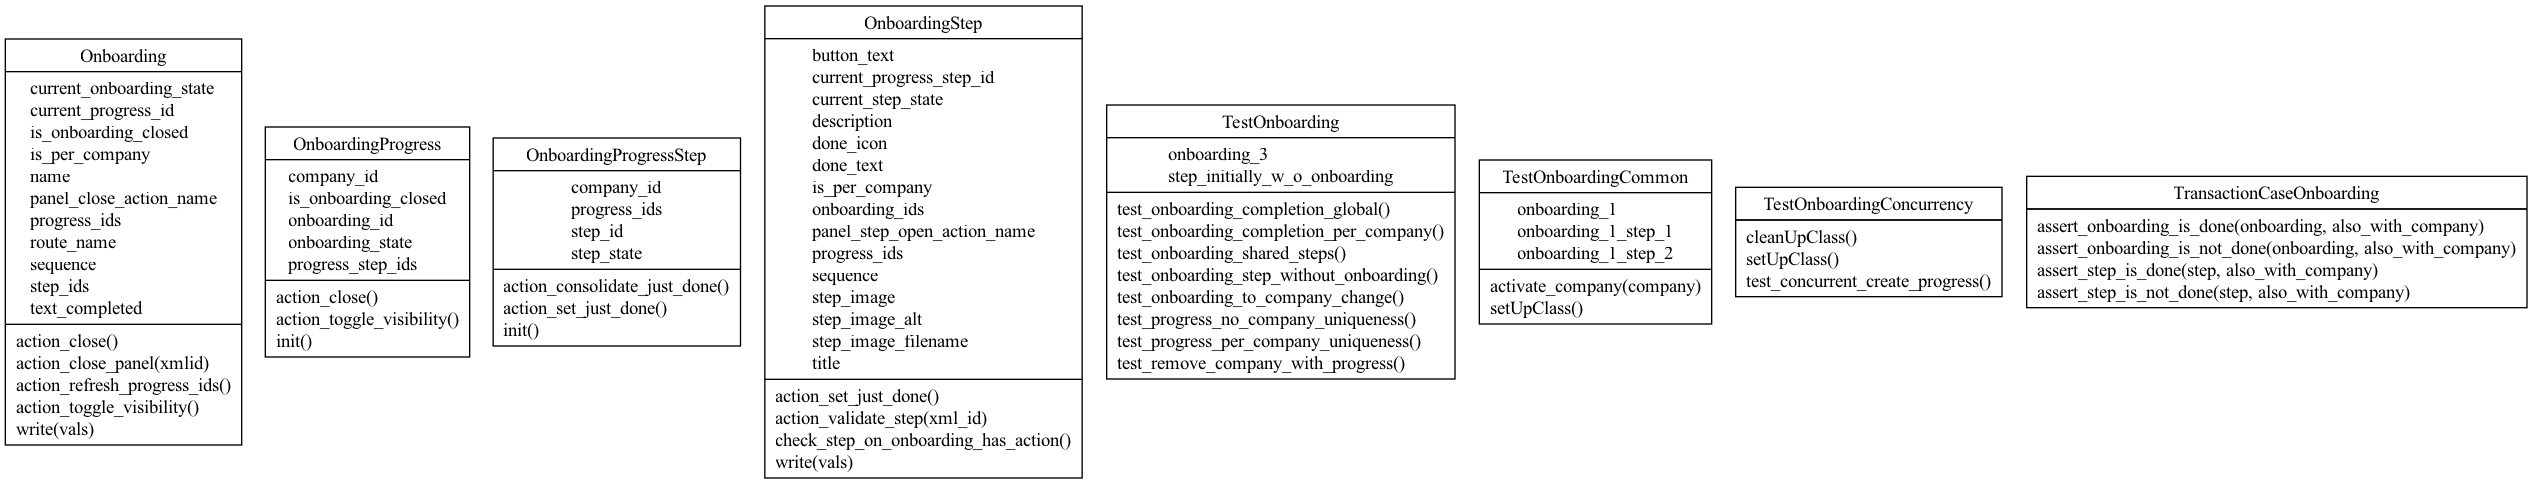 Onboarding
current_onboarding_state
current_progress_id
is_onboarding_closed
is_per_company
name
panel_close_action_name
progress_ids
route_name
sequence
step_ids
text_completed
action_close()
action_close_panel(xmlid)
action_refresh_progress_ids()
action_toggle_visibility()
write(vals)
OnboardingProgress
company_id
is_onboarding_closed
onboarding_id
onboarding_state
progress_step_ids
action_close()
action_toggle_visibility()
init()
OnboardingProgressStep
company_id
progress_ids
step_id
step_state
action_consolidate_just_done()
action_set_just_done()
init()
OnboardingStep
button_text
current_progress_step_id
current_step_state
description
done_icon
done_text
is_per_company
onboarding_ids
panel_step_open_action_name
progress_ids
sequence
step_image
step_image_alt
step_image_filename
title
action_set_just_done()
action_validate_step(xml_id)
check_step_on_onboarding_has_action()
write(vals)
TestOnboarding
onboarding_3
step_initially_w_o_onboarding
test_onboarding_completion_global()
test_onboarding_completion_per_company()
test_onboarding_shared_steps()
test_onboarding_step_without_onboarding()
test_onboarding_to_company_change()
test_progress_no_company_uniqueness()
test_progress_per_company_uniqueness()
test_remove_company_with_progress()
TestOnboardingCommon
onboarding_1
onboarding_1_step_1
onboarding_1_step_2
activate_company(company)
setUpClass()
TestOnboardingConcurrency
cleanUpClass()
setUpClass()
test_concurrent_create_progress()
TransactionCaseOnboarding
assert_onboarding_is_done(onboarding, also_with_company)
assert_onboarding_is_not_done(onboarding, also_with_company)
assert_step_is_done(step, also_with_company)
assert_step_is_not_done(step, also_with_company)